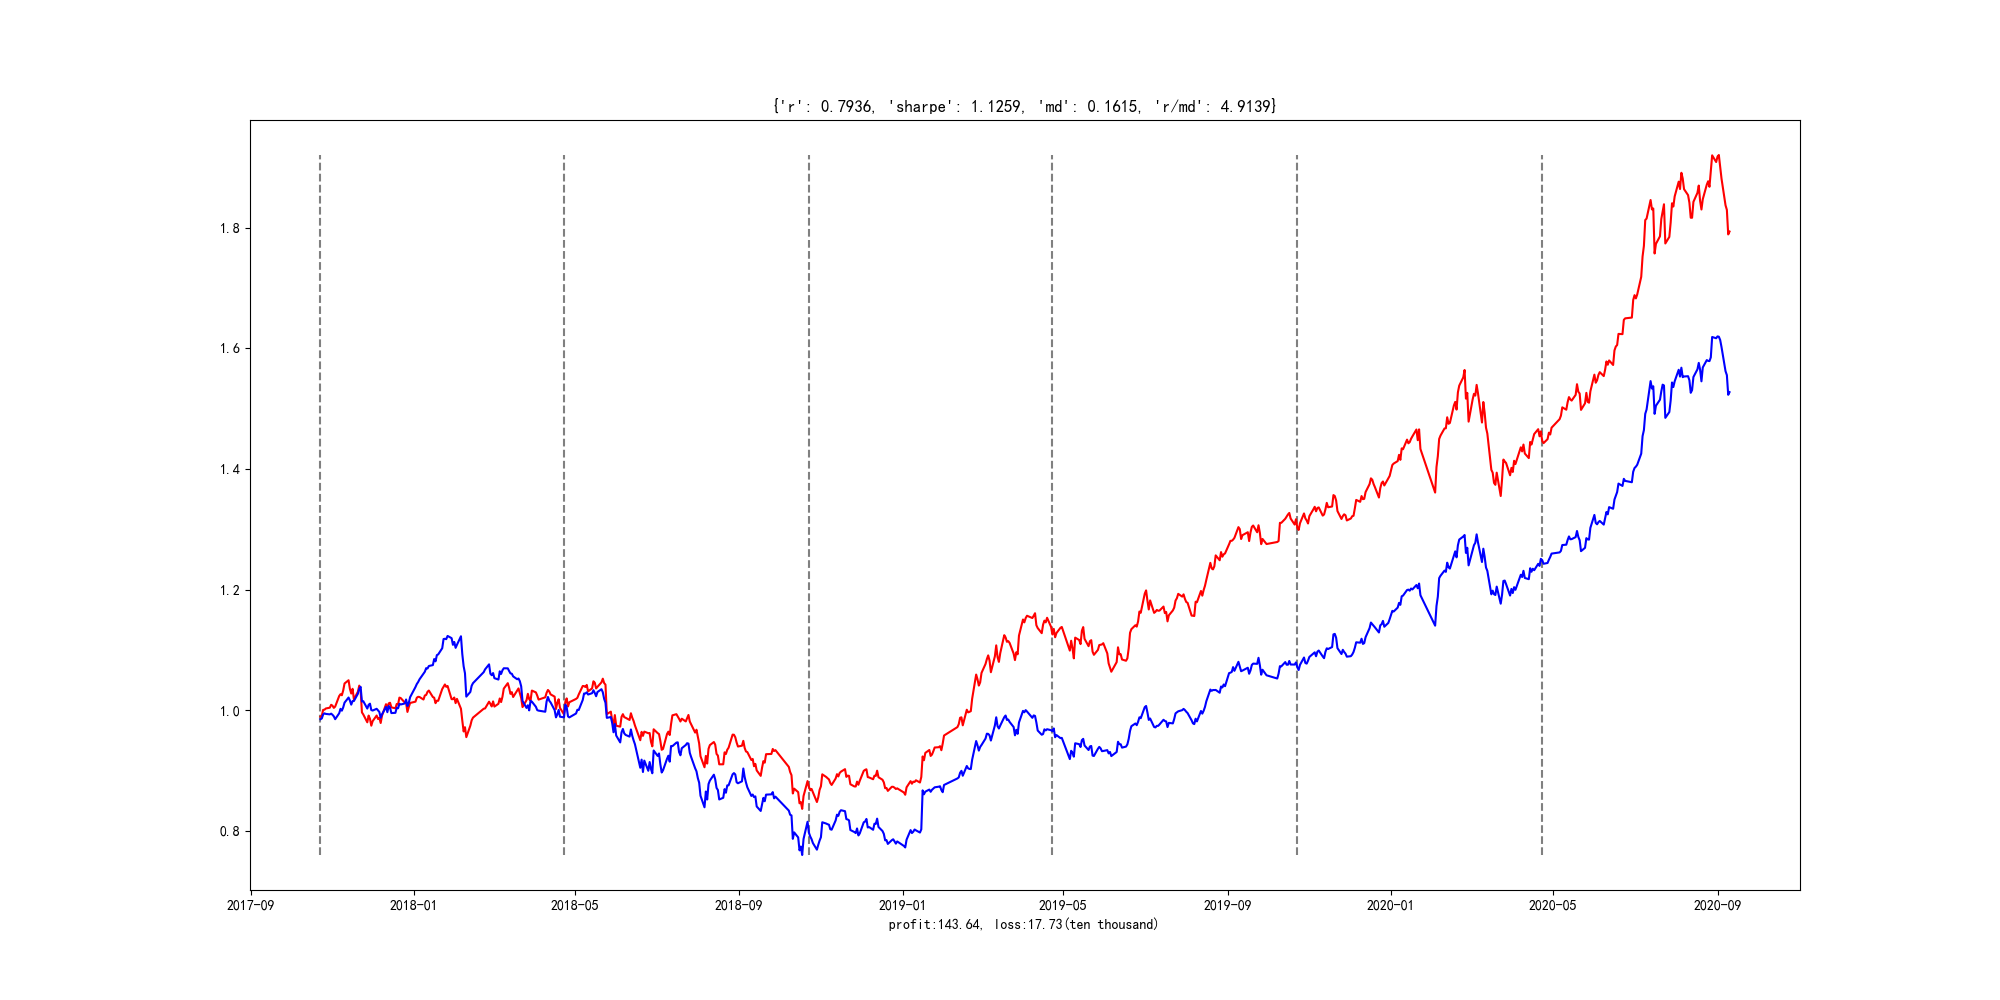 {'r': 0.7936, 'sharpe': 1.1259, 'md': 0.1615, 'r/md': 4.9139}
1.8
1.6
1.4
1.2
1.0
0.8
2017-09 2018-01 2018-05 2018-09 2019-01 2019-05 2019-09 2020-01 2020-05 2020-09
profit:143.64, loss:17.73(ten thousand)